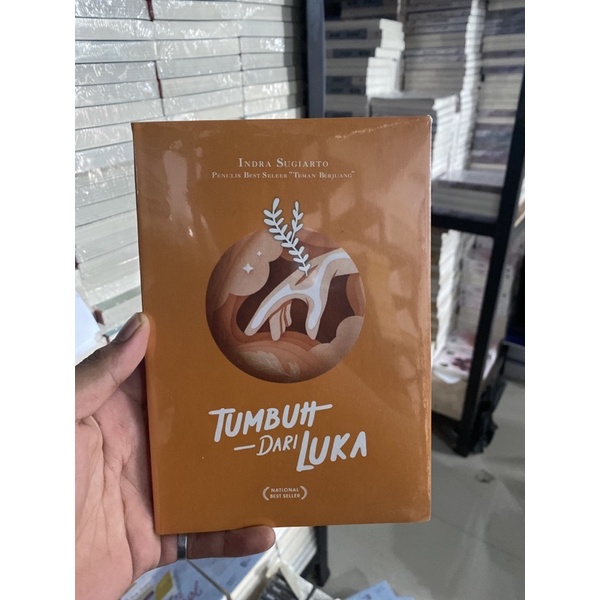 INDRA SUGIARTO
PENULIS BEST SELLER "TEMAN BERJUANG"
TUMBUH
DARI LUKA
NATIONAL
BEST SELLER